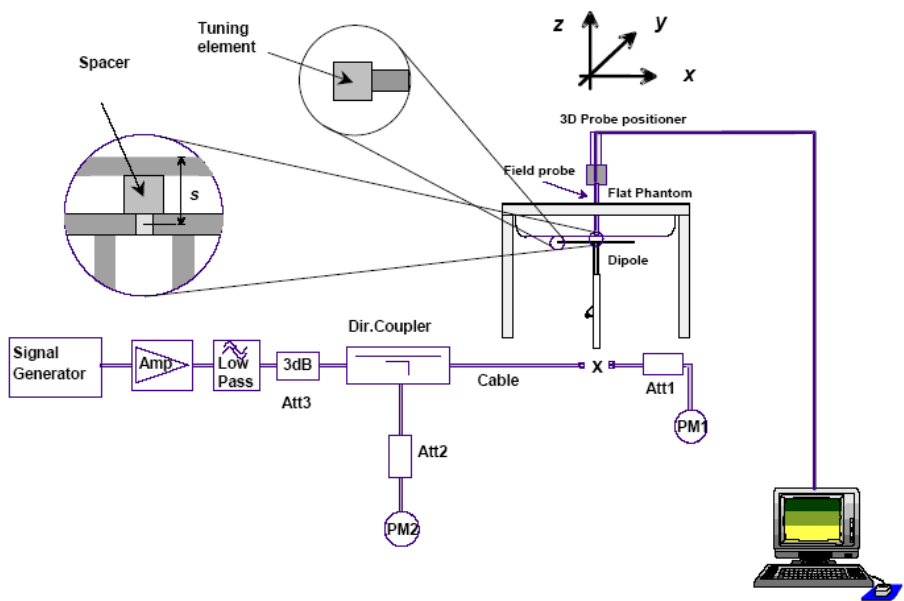 Tuning
element
Spacer
s
z
y
x
3D Probe positioner
Field probe
Flat Phantom
Dipole
Dir.Coupler
Signal
Generator
Amp
Low
Pass
3dB
Att3
Cable
X
Att1
PM1
Att2
PM2